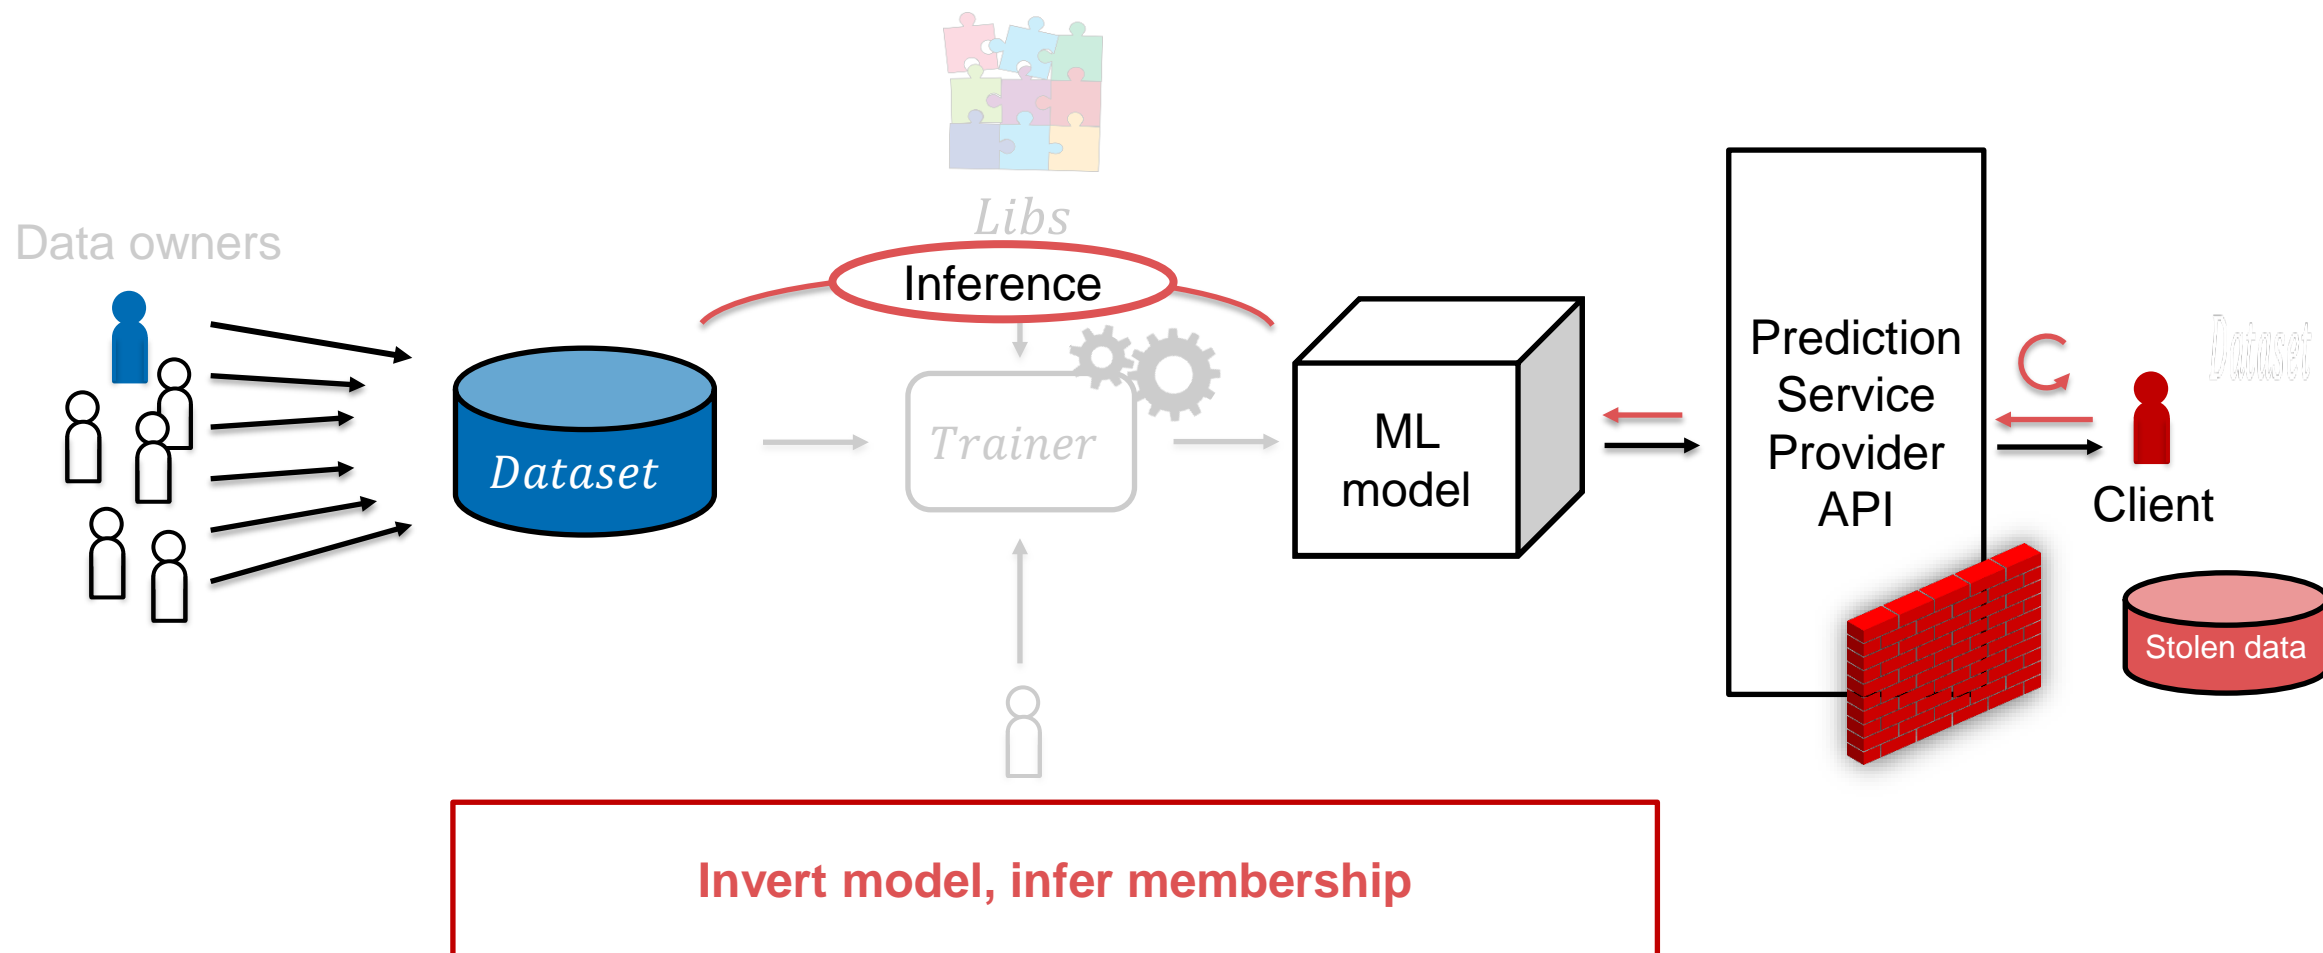 Libs
Data owners
Inference
Dataset
Trainer
ML
model
Prediction
Service
Provider
API
Dataset
Client
Stolen data
Invert model, infer membership